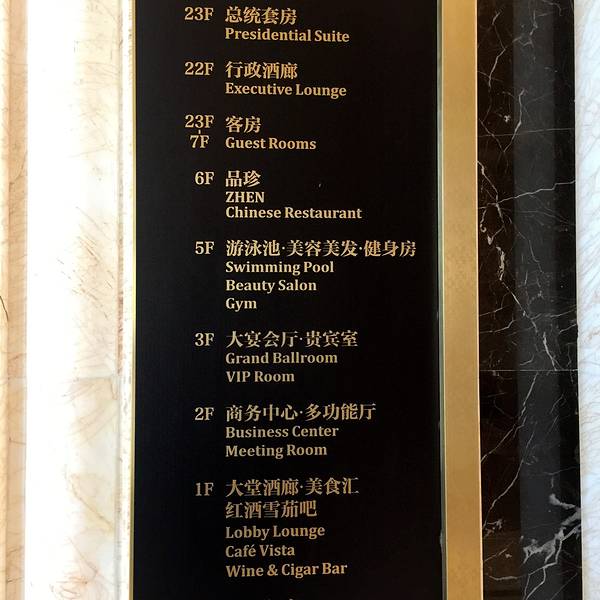 23F 总统套房
Presidential Suite
22F 行政酒廊
Executive Lounge
23F
7F 客房
Guest Rooms
6F 品珍
ZHEN
Chinese Restaurant
5F 游泳池·美容美发·健身房
Swimming Pool
Beauty Salon
Gym
3F 大宴会厅·贵宾室
Grand Ballroom
VIP Room
2F 商务中心·多功能厅
Business Center
Meeting Room
1F 大堂酒廊·美食汇
红酒雪茄吧
Lobby Lounge
Café Vista
Wine & Cigar Bar